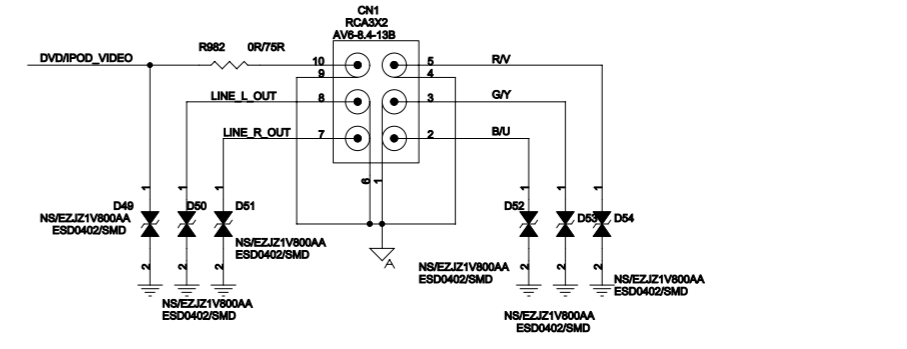 CN1
RCA3X2
AV6-8.4-13B
R982 0R/75R
DVD/IPOD_VIDEO 10 5 R/V
9 4
LINE_L_OUT 8 3 G/Y
LINE_R_OUT 7 2 B/U
6 1
1 1 1 1 1 1
D49 D50 D51 D52 D53 D54
NS/EZJZ1V800AA
ESD0402/SMD
NS/EZJZ1V800AA
ESD0402/SMD
A
2 2 2 2 2 2
NS/EZJZ1V800AA
ESD0402/SMD
NS/EZJZ1V800AA
ESD0402/SMD
NS/EZJZ1V800AA
ESD0402/SMD
NS/EZJZ1V800AA
ESD0402/SMD